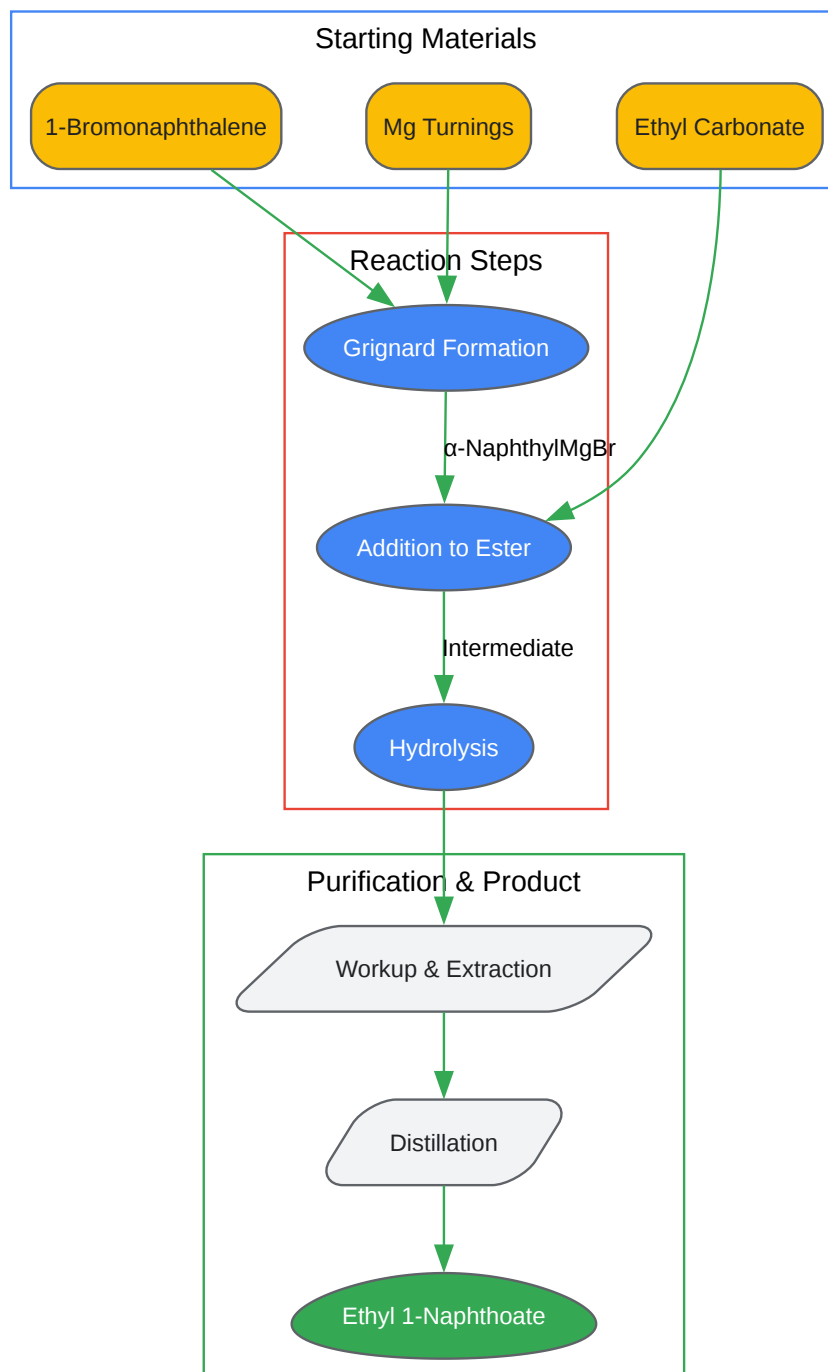 Starting Materials
1-Bromonaphthalene
Mg Turnings
Ethyl Carbonate
Reaction Steps
Grignard Formation
α-NaphthylMgBr
Addition to Ester
Intermediate
Hydrolysis
Purification & Product
Workup & Extraction
Distillation
Ethyl 1-Naphthoate